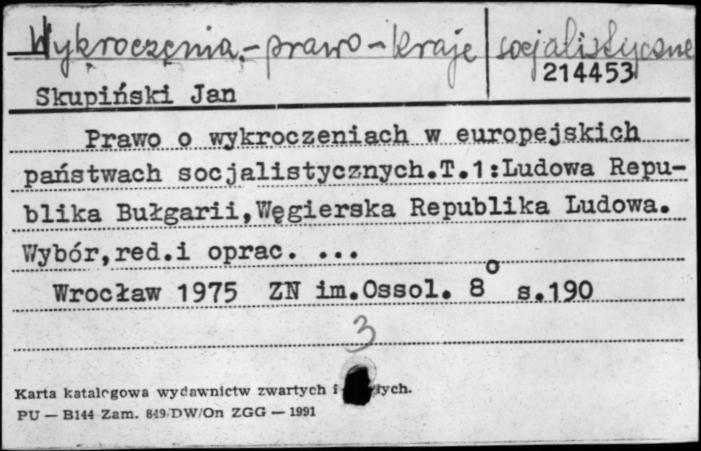 Wykroczenia - prawo - kraje socjalistyczne
214453
Skupiński Jan
Prawo o wykroczeniach w europejskich
państwach socjalistycznych.T.1:Ludowa Repu-
blika Bułgarii,Węgierska Republika Ludowa.
Wybór,red.i oprac. ...
Wrocław 1975 ZN im.Ossol. 8° s.190
3
Karta katalogowa wydawnictw zwartych i
PU — B144 Zam. 849/DW/On ZGG — 1991